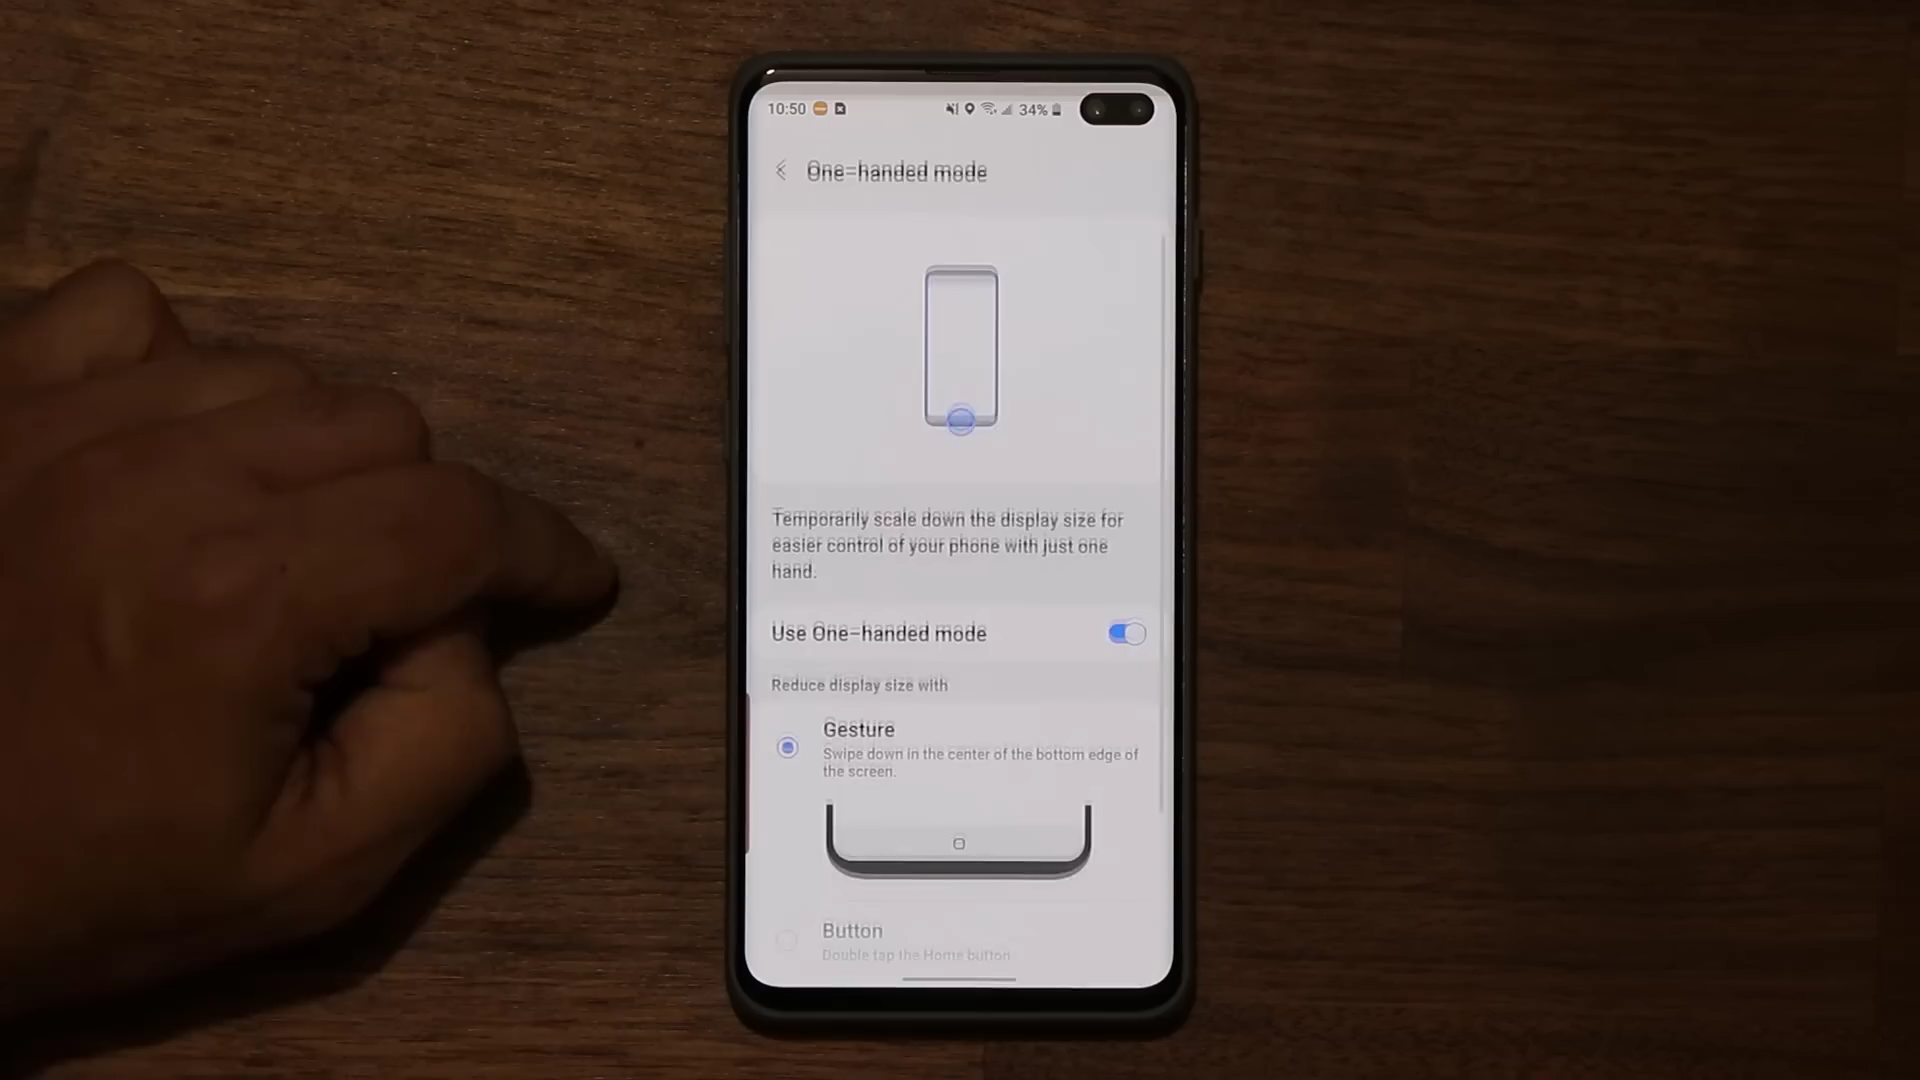 10:50 34%
One-handed mode
Temporarily scale down the display size for
easier control of your phone with just one
hand.
Use One-handed mode
Reduce display size with
Gesture
Swipe down in the center of the bottom edge of
the screen.
Button
Double tap the Home button